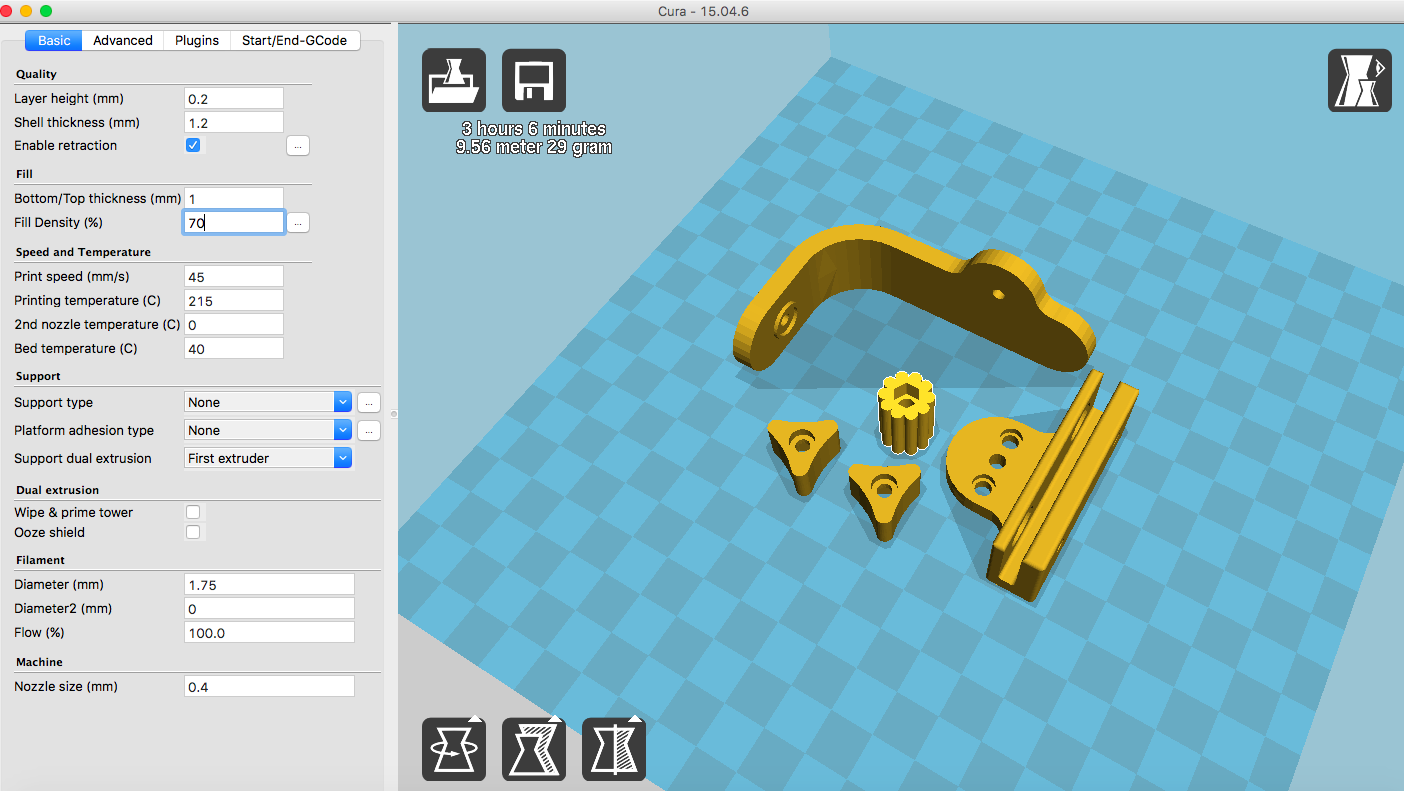 Cura - 15.04.6
Basic Advanced Plugins Start/End-GCode
Quality
Layer height (mm) 0.2
Shell thickness (mm) 1.2
Enable retraction ...
Fill
Bottom/Top thickness (mm) 1
Fill Density (%) 70 ...
Speed and Temperature
Print speed (mm/s) 45
Printing temperature (C) 215
2nd nozzle temperature (C) 0
Bed temperature (C) 40
Support
Support type None ...
Platform adhesion type None ...
Support dual extrusion First extruder
Dual extrusion
Wipe & prime tower
Ooze shield
Filament
Diameter (mm) 1.75
Diameter2 (mm) 0
Flow (%) 100.0
Machine
Nozzle size (mm) 0.4
3 hours 6 minutes
9.56 meter 29 gram